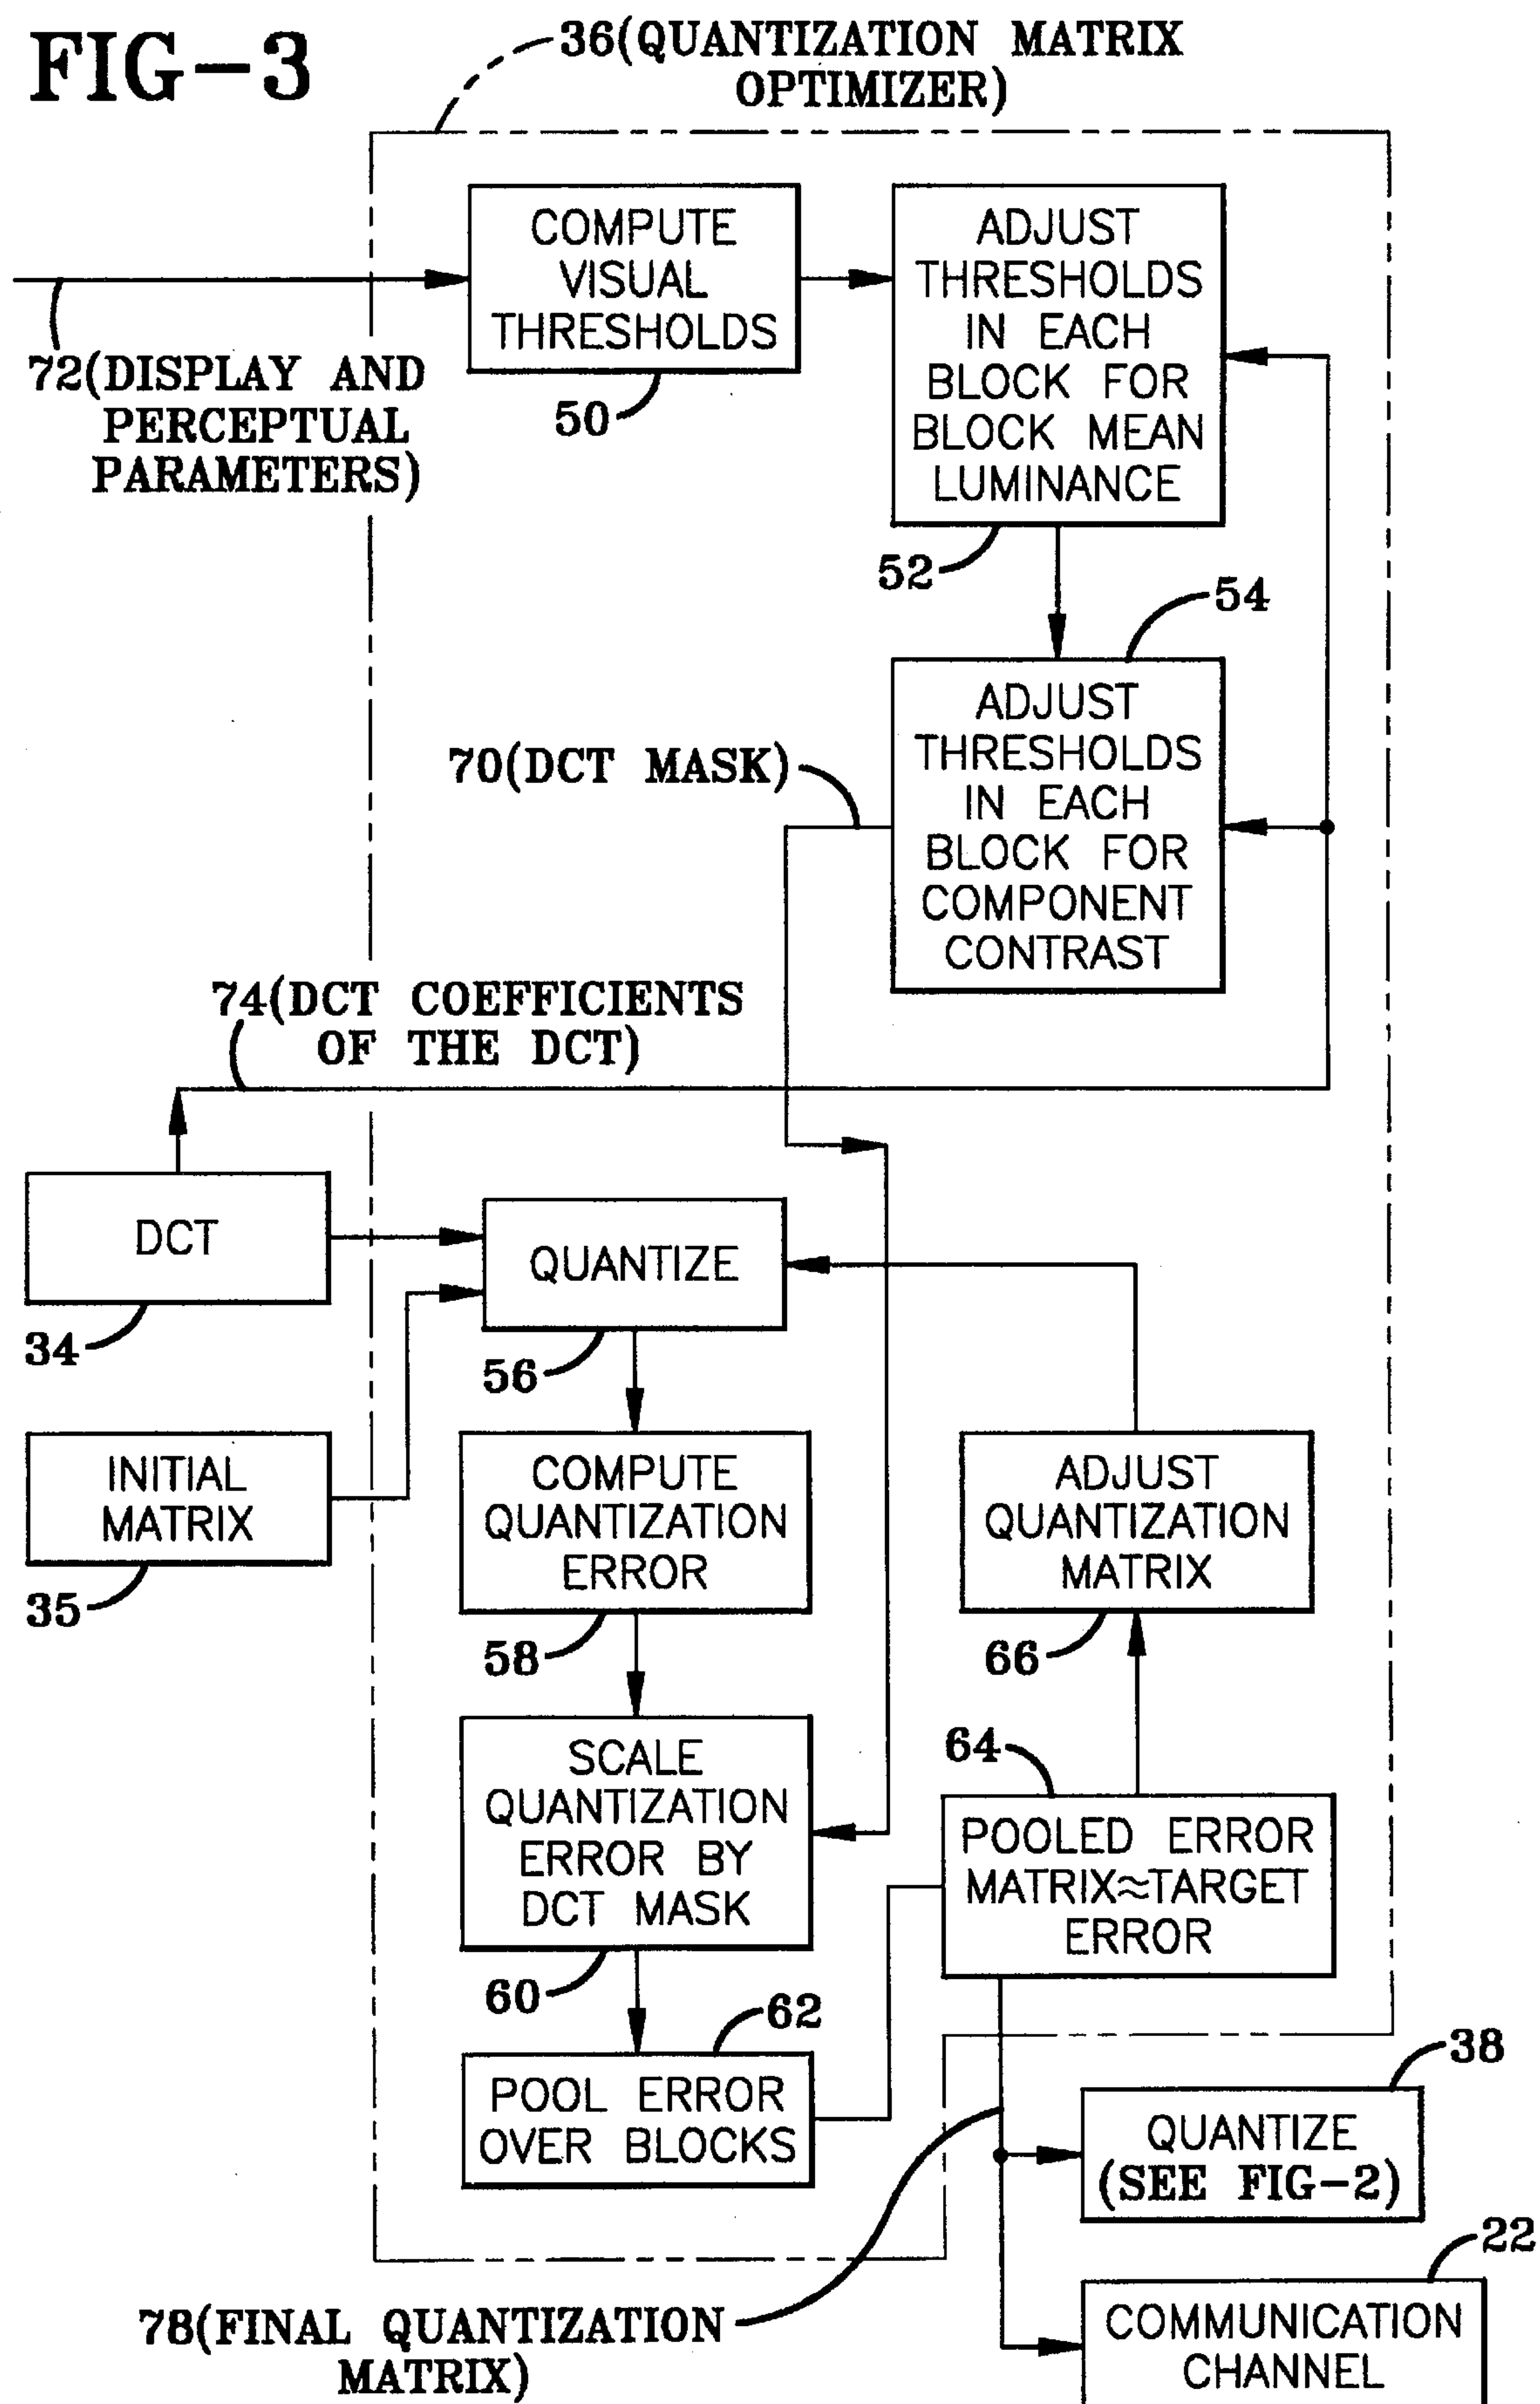 FIG-3
36(QUANTIZATION MATRIX
OPTIMIZER)
COMPUTE
VISUAL
THRESHOLDS
50
ADJUST
THRESHOLDS
IN EACH
BLOCK FOR
BLOCK MEAN
LUMINANCE
52
72(DISPLAY AND
PERCEPTUAL
PARAMETERS)
54
ADJUST
THRESHOLDS
IN EACH
BLOCK FOR
COMPONENT
CONTRAST
70(DCT MASK)
74(DCT COEFFICIENTS
OF THE DCT)
DCT
34
QUANTIZE
56
INITIAL
MATRIX
35
COMPUTE
QUANTIZATION
ERROR
58
ADJUST
QUANTIZATION
MATRIX
66
SCALE
QUANTIZATION
ERROR BY
DCT MASK
60
64
POOLED ERROR
MATRIX≈TARGET
ERROR
62
POOL ERROR
OVER BLOCKS
38
QUANTIZE
(SEE FIG-2)
22
COMMUNICATION
CHANNEL
78(FINAL QUANTIZATION
MATRIX)